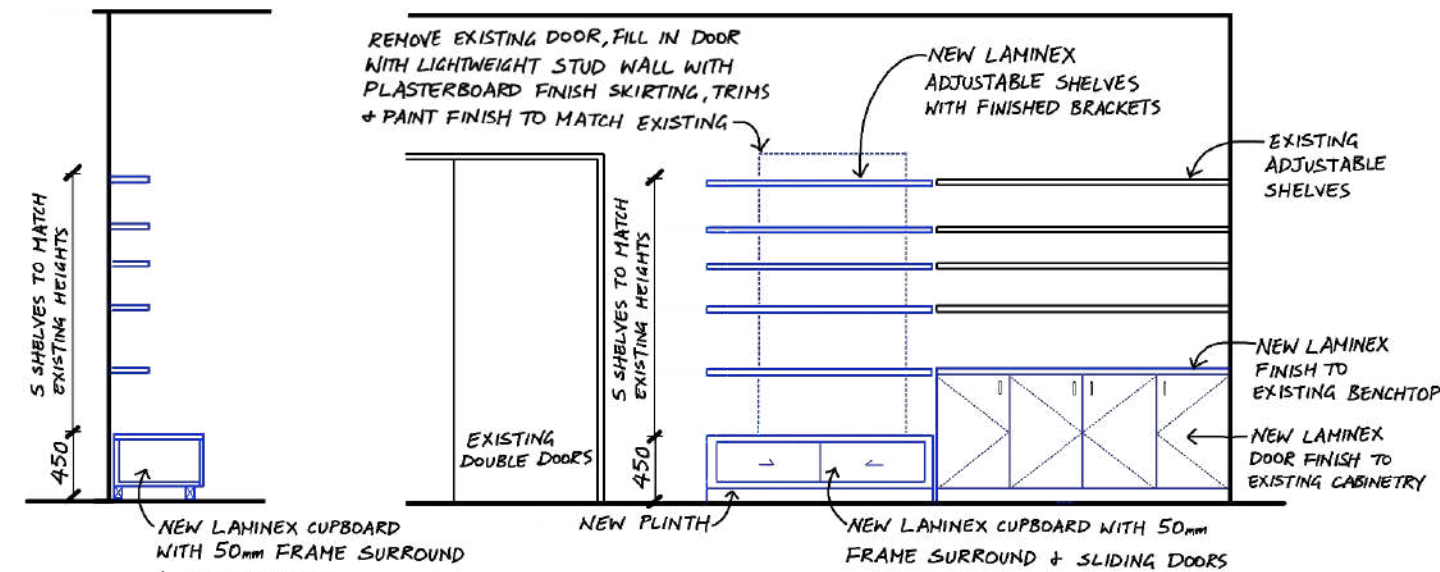 REMOVE EXISTING DOOR, FILL IN DOOR
WITH LIGHTWEIGHT STUD WALL WITH
PLASTERBOARD FINISH SKIRTING, TRIMS
& PAINT FINISH TO MATCH EXISTING
NEW LAMINEX
ADJUSTABLE SHELVES
WITH FINISHED BRACKETS
EXISTING
ADJUSTABLE
SHELVES
5 SHELVES TO MATCH
EXISTING HEIGHTS
450
5 SHELVES TO MATCH
EXISTING HEIGHTS
450
EXISTING
DOUBLE DOORS
NEW LAMINEX
FINISH TO
EXISTING BENCHTOP
NEW LAMINEX
DOOR FINISH TO
EXISTING CABINETRY
NEW PLINTH
NEW LAMINEX CUPBOARD
WITH 50mm FRAME SURROUND
NEW LAMINEX CUPBOARD WITH 50mm
FRAME SURROUND & SLIDING DOORS